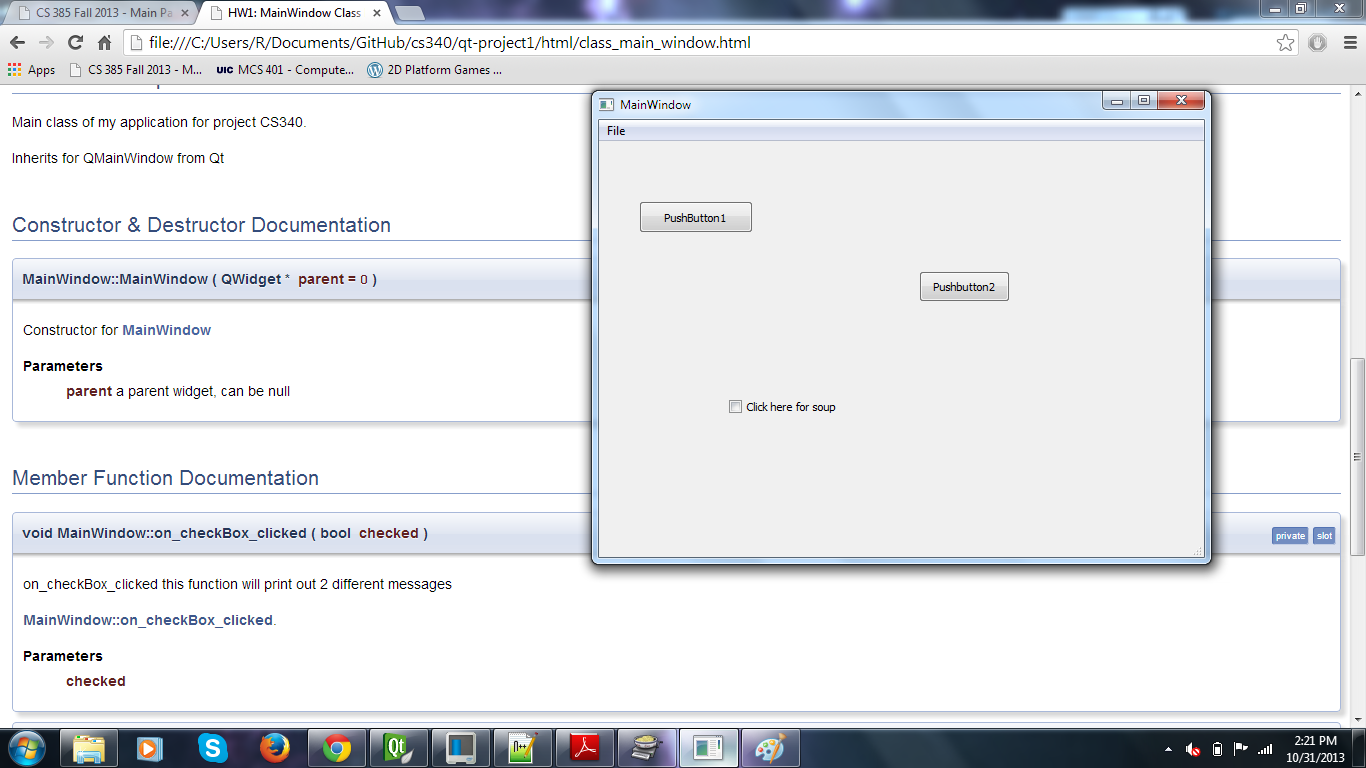 CS 385 Fall 2013 - Main Pa
HW1: MainWindow Class
file:///C:/Users/R/Documents/GitHub/cs340/qt-project1/html/class_main_window.html
Apps
CS 385 Fall 2013 - M...
UIC MCS 401 - Compute...
2D Platform Games ...
Main class of my application for project CS340.
Inherits for QMainWindow from Qt
Constructor & Destructor Documentation
MainWindow::MainWindow ( QWidget * parent = 0 )
Constructor for MainWindow
Parameters
parent a parent widget, can be null
Member Function Documentation
void MainWindow::on_checkBox_clicked ( bool checked )
private slot
on_checkBox_clicked this function will print out 2 different messages
MainWindow::on_checkBox_clicked.
Parameters
checked
MainWindow
File
PushButton1
Pushbutton2
Click here for soup
Qt
2:21 PM
10/31/2013